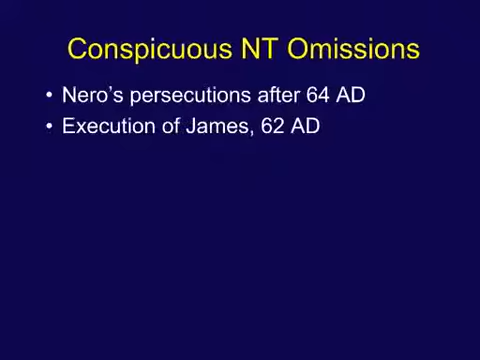 Conspicuous NT Omissions
• Nero's persecutions after 64 AD
• Execution of James, 62 AD